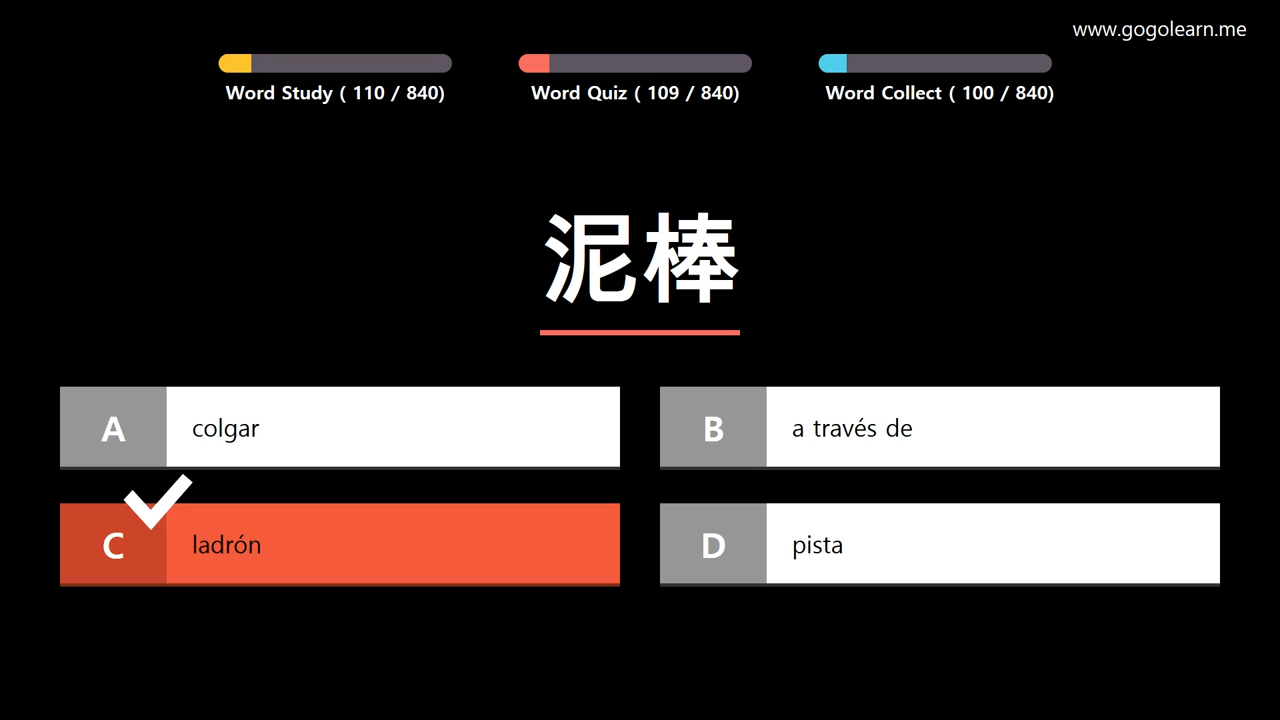 www.gogolearn.me
Word Study ( 110 / 840)
Word Quiz ( 109 / 840)
Word Collect ( 100 / 840)
泥棒
A colgar
B a través de
C ladrón
D pista